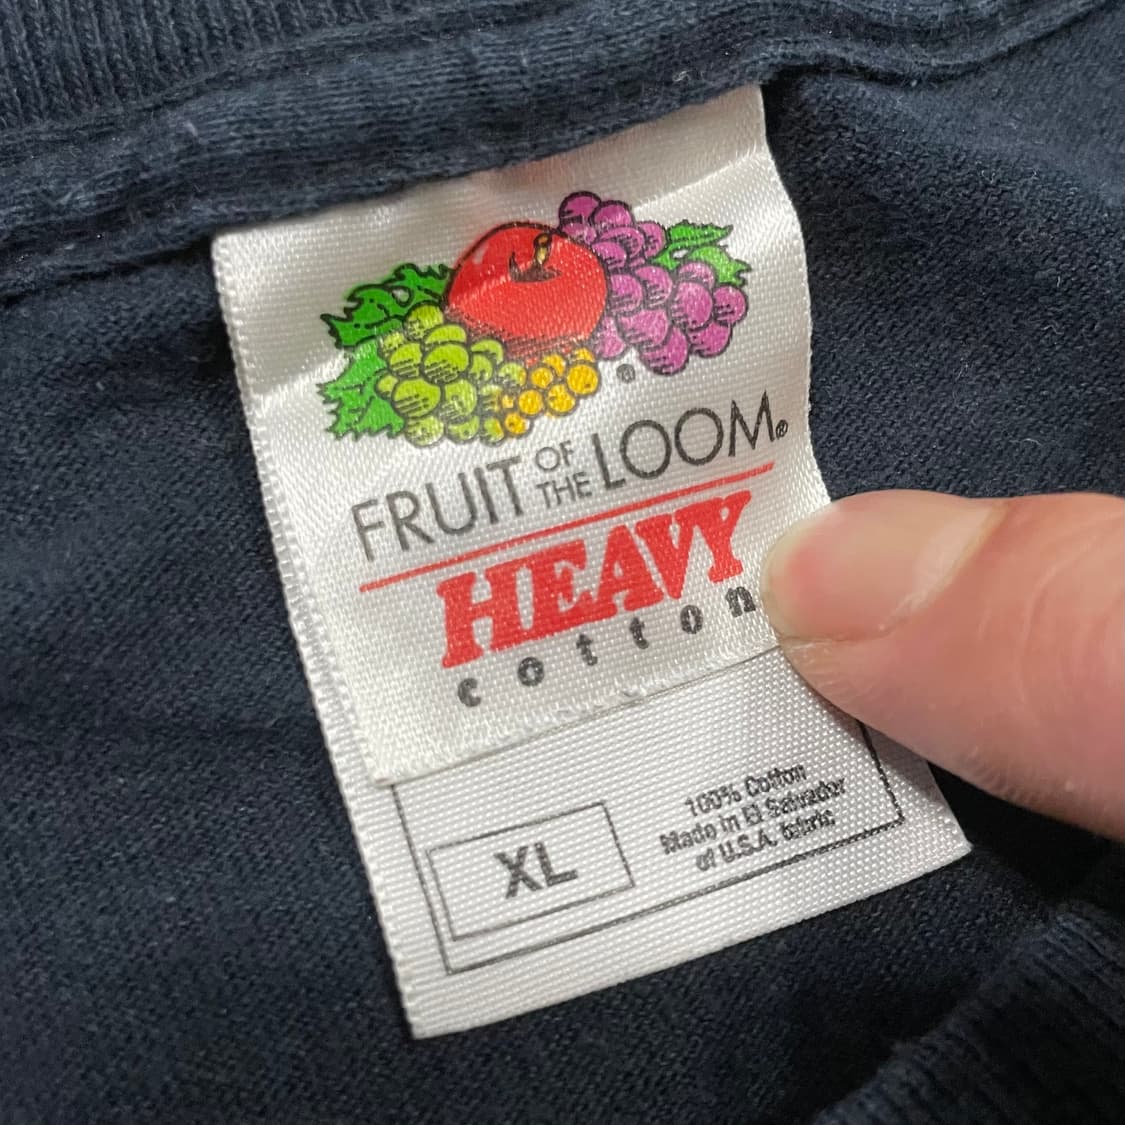 FRUIT OF THE LOOM®
HEAVY
cotton
XL
100% Cotton
Made in El Salvador
of U.S.A. fabric